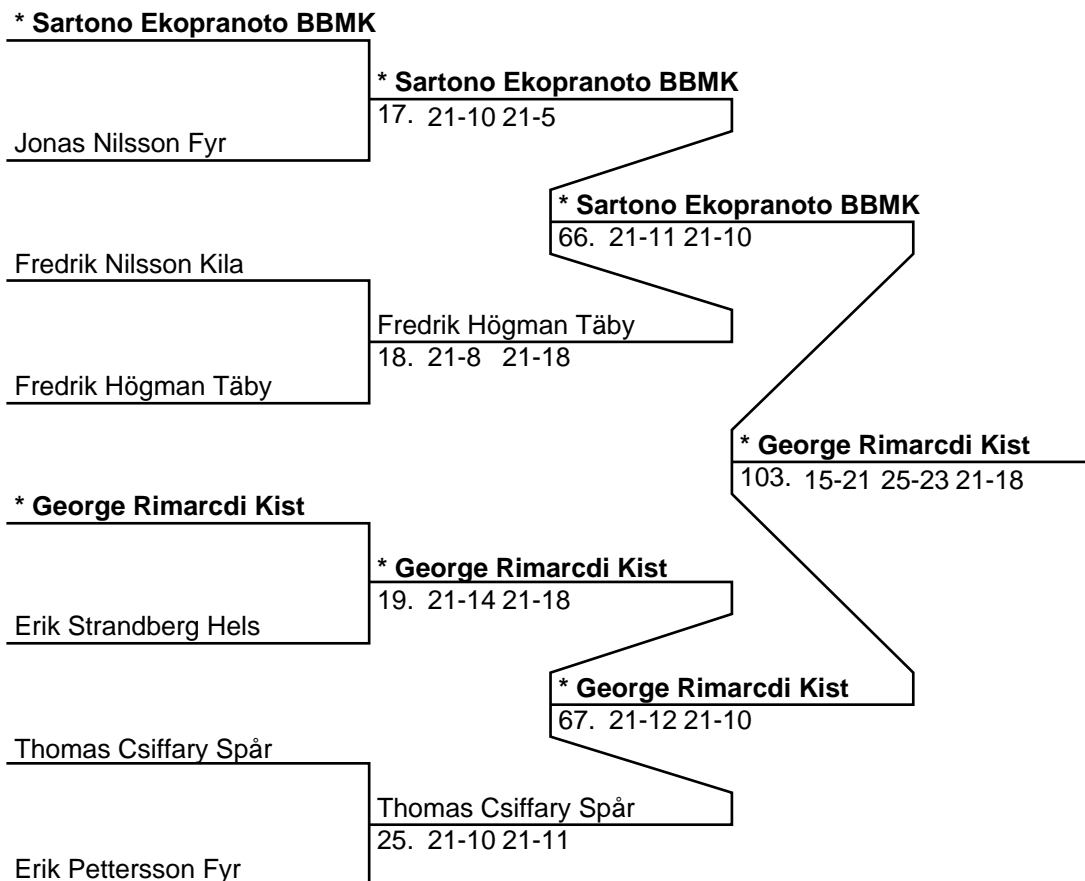 * Sartono Ekopranoto BBMK
* Sartono Ekopranoto BBMK
17. 21-10 21-5
Jonas Nilsson Fyr
* Sartono Ekopranoto BBMK
66. 21-11 21-10
Fredrik Nilsson Kila
Fredrik Högman Täby
18. 21-8 21-18
Fredrik Högman Täby
* George Rimarcdi Kist
103. 15-21 25-23 21-18
* George Rimarcdi Kist
* George Rimarcdi Kist
19. 21-14 21-18
Erik Strandberg Hels
* George Rimarcdi Kist
67. 21-12 21-10
Thomas Csiffary Spår
Thomas Csiffary Spår
25. 21-10 21-11
Erik Pettersson Fyr